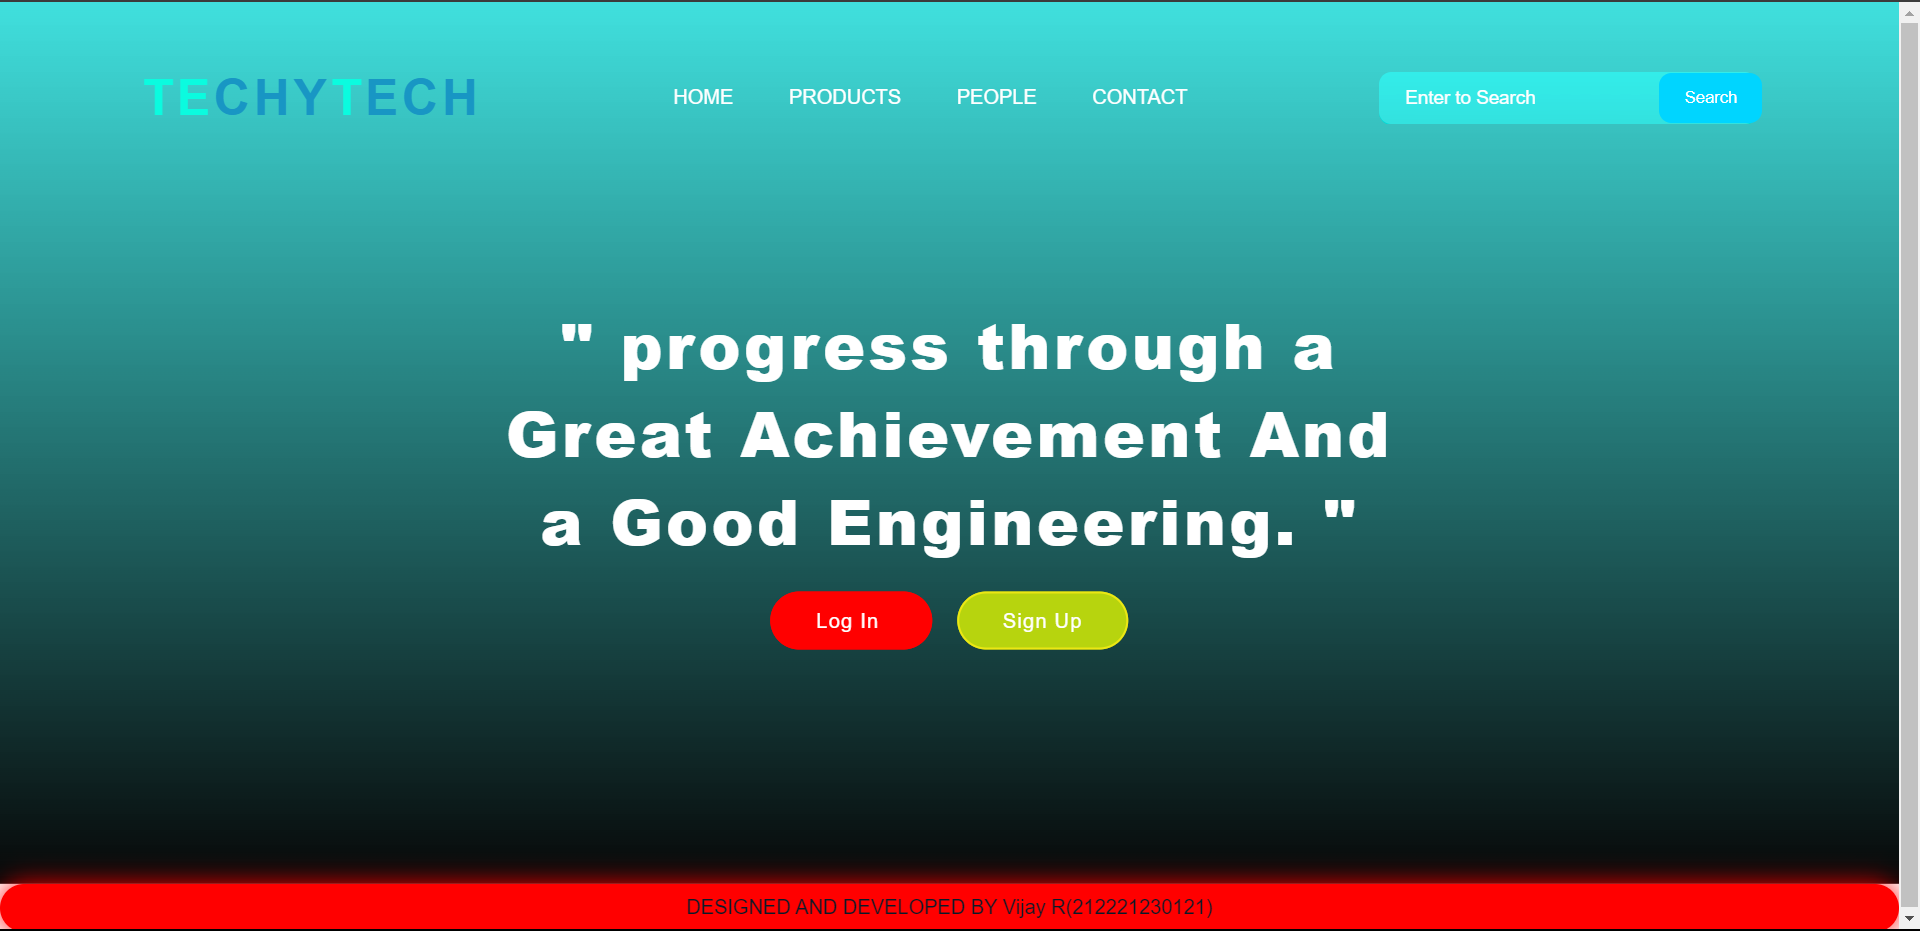 TECHYTECH
HOME PRODUCTS PEOPLE CONTACT
Enter to Search Search
" progress through a
Great Achievement And
a Good Engineering. "
Log In Sign Up
DESIGNED AND DEVELOPED BY Vijay R(212221230121)